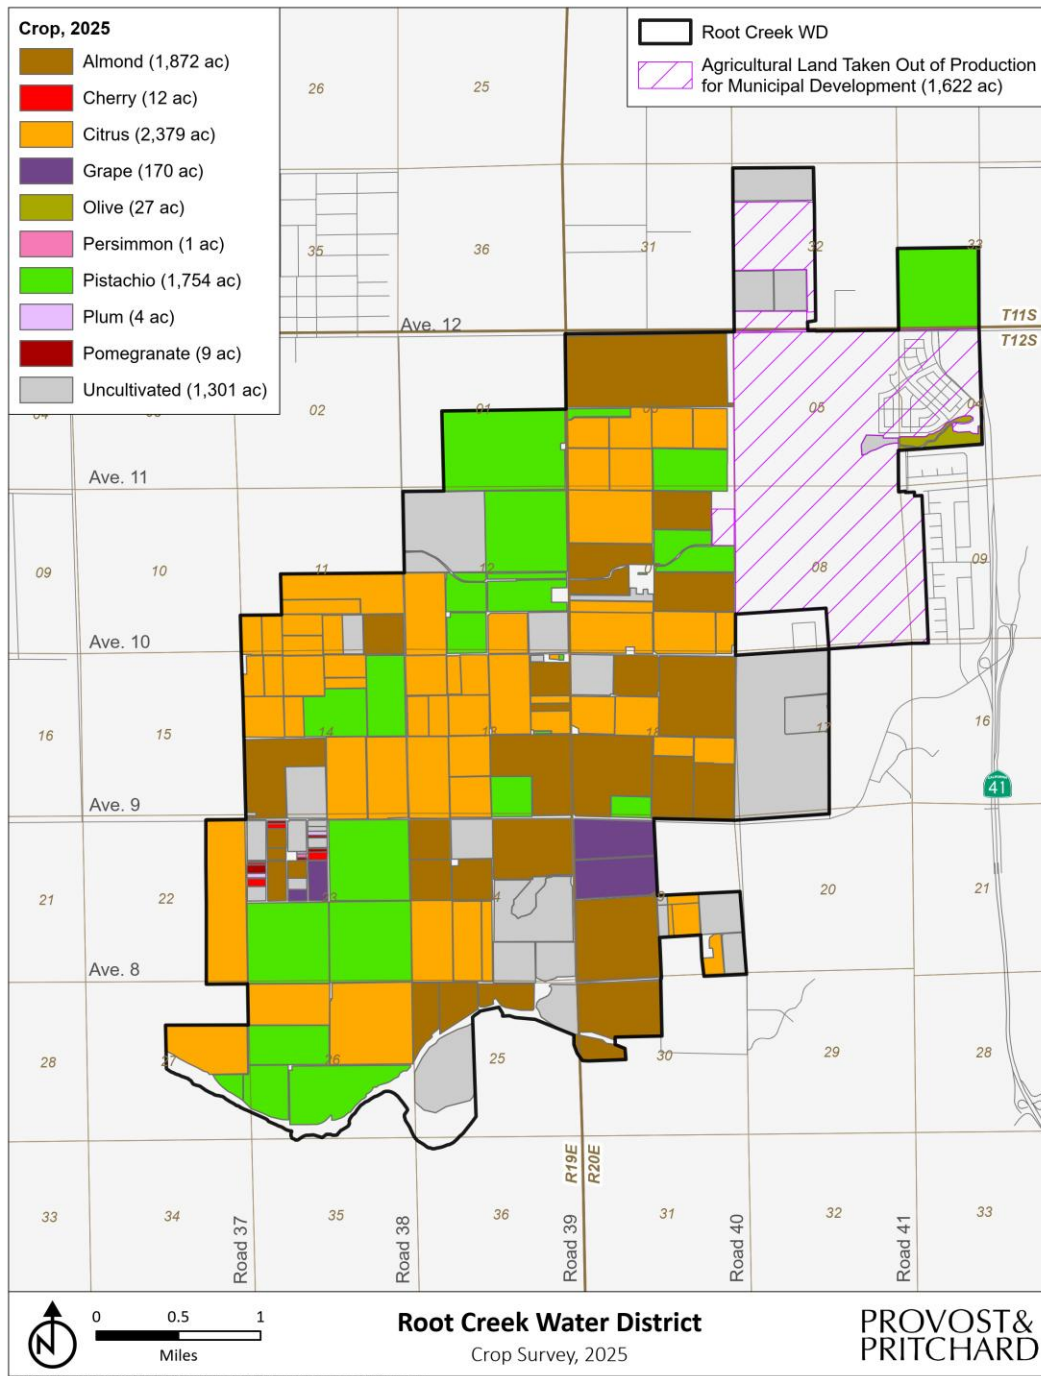 Crop, 2025
Almond (1,872 ac)
Cherry (12 ac)
Citrus (2,379 ac)
Grape (170 ac)
Olive (27 ac)
Persimmon (1 ac)
Pistachio (1,754 ac)
Plum (4 ac)
Pomegranate (9 ac)
Uncultivated (1,301 ac)
Root Creek WD
Agricultural Land Taken Out of Production
for Municipal Development (1,622 ac)
26
25
35
36
31
32
33
Ave. 12
T11S
T12S
02
01
05
04
Ave. 11
09
10
11
12
08
09
Ave. 10
16
15
14
13
18
17
16
Ave. 9
41
21
22
23
20
21
Ave. 8
28
27
26
25
30
29
28
R19E
R20E
33
34
35
36
31
32
33
Road 37
Road 38
Road 39
Road 40
Road 41
N
0 0.5 1
Miles
Root Creek Water District
Crop Survey, 2025
PROVOST&
PRITCHARD